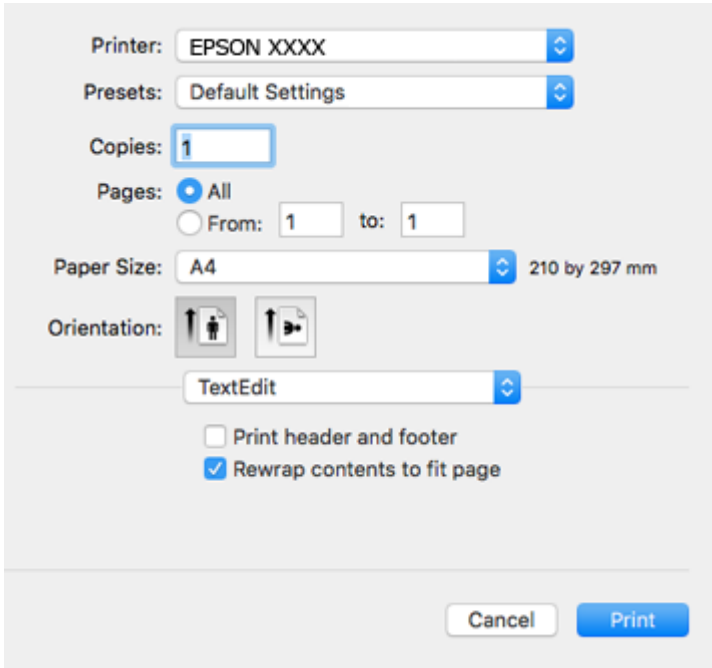 Printer: EPSON XXXX
Presets: Default Settings
Copies: 1
Pages: All
From: 1 to: 1
Paper Size: A4 210 by 297 mm
Orientation:
TextEdit
Print header and footer
Rewrap contents to fit page
Cancel Print